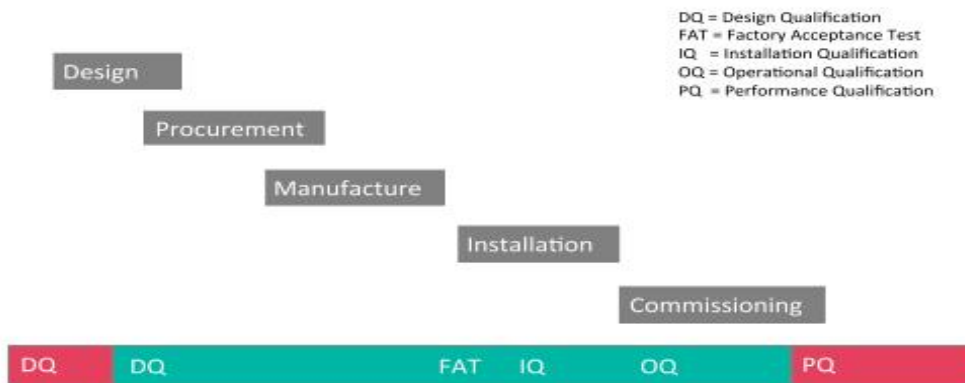 DQ = Design Qualification
FAT = Factory Acceptance Test
IQ = Installation Qualification
OQ = Operational Qualification
PQ = Performance Qualification
Design
Procurement
Manufacture
Installation
Commissioning
DQ DQ FAT IQ OQ PQ